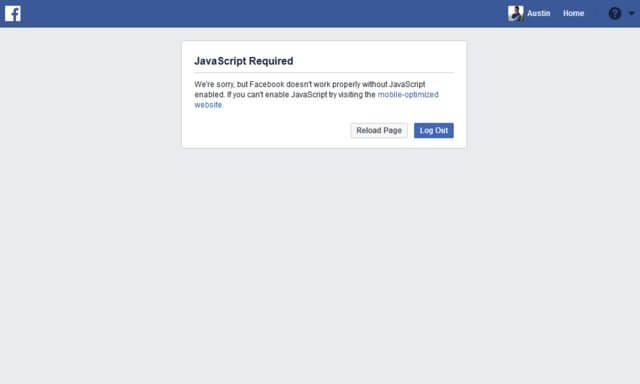 Austin Home
JavaScript Required
We're sorry, but Facebook doesn't work properly without JavaScript
enabled. If you can't enable JavaScript try visiting the mobile-optimized
website.
Reload Page Log Out